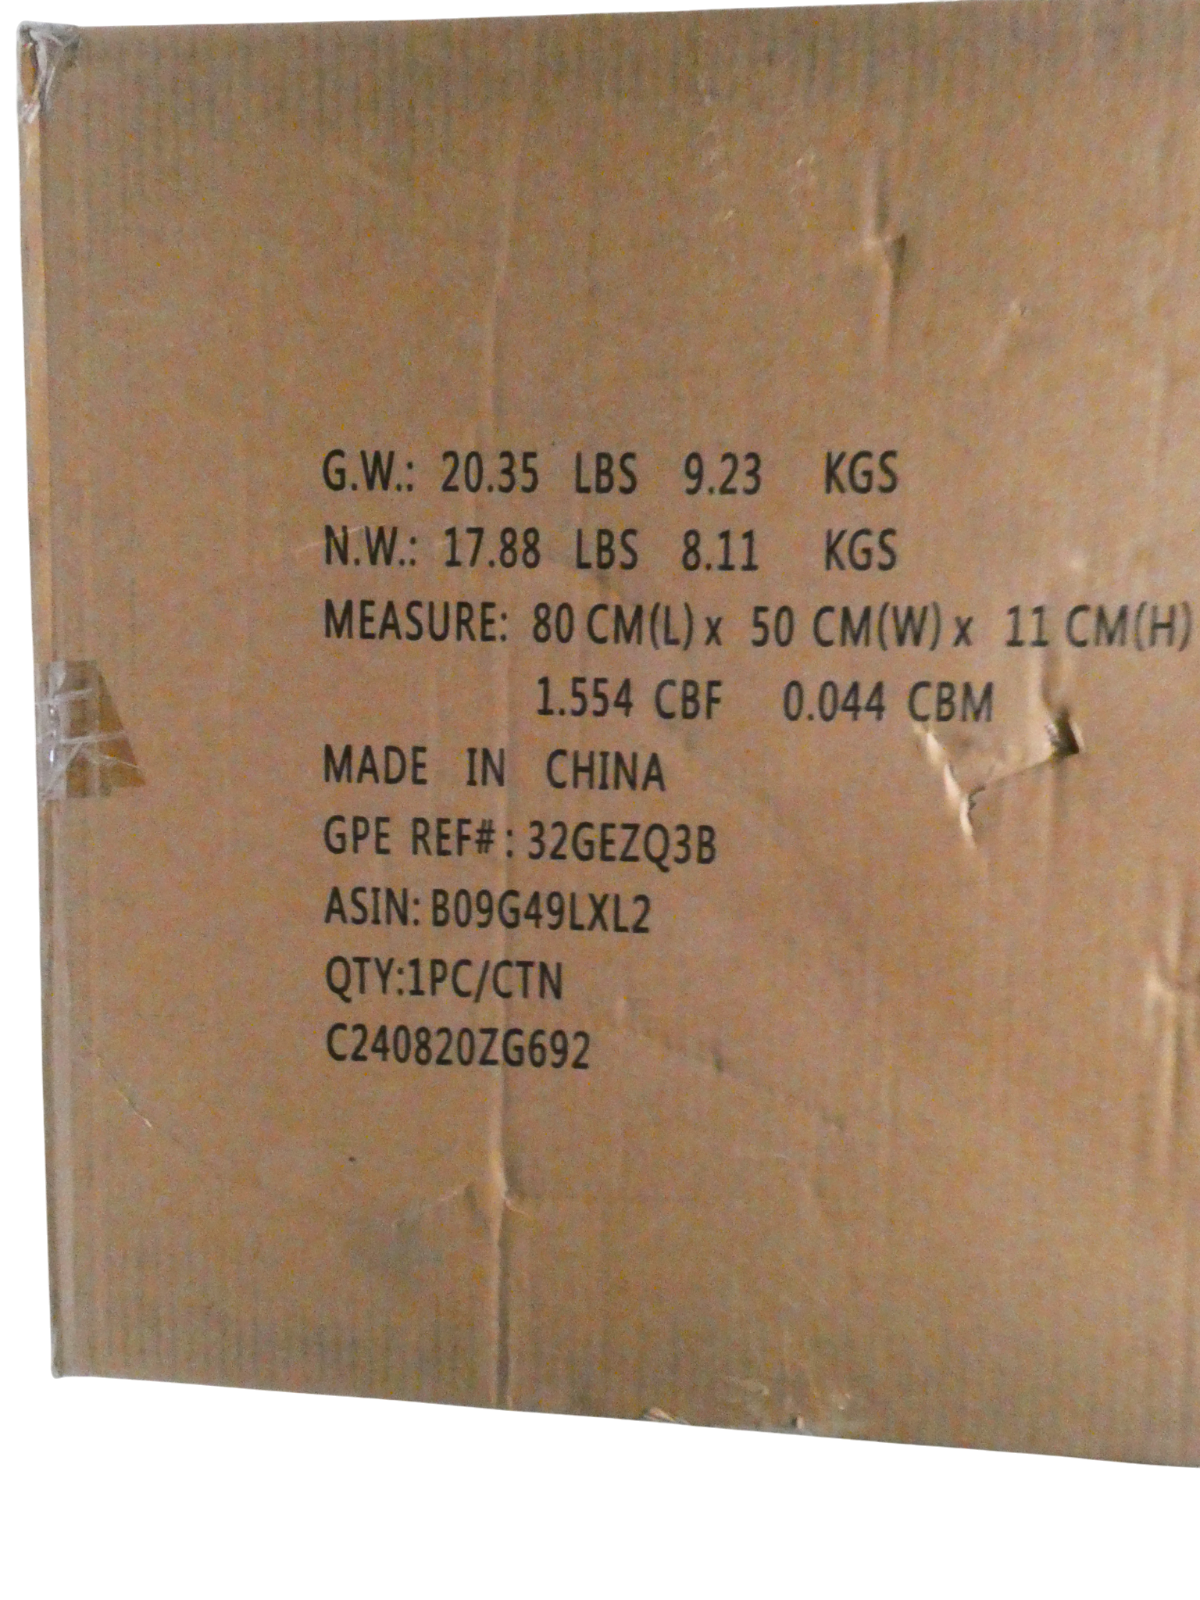 G.W.: 20.35 LBS 9.23 KGS
N.W.: 17.88 LBS 8.11 KGS
MEASURE: 80 CM(L) x 50 CM(W) x 11 CM(H)
1.554 CBF 0.044 CBM
MADE IN CHINA
GPE REF# : 32GEZQ3B
ASIN: B09G49LXL2
QTY:1PC/CTN
C240820ZG692